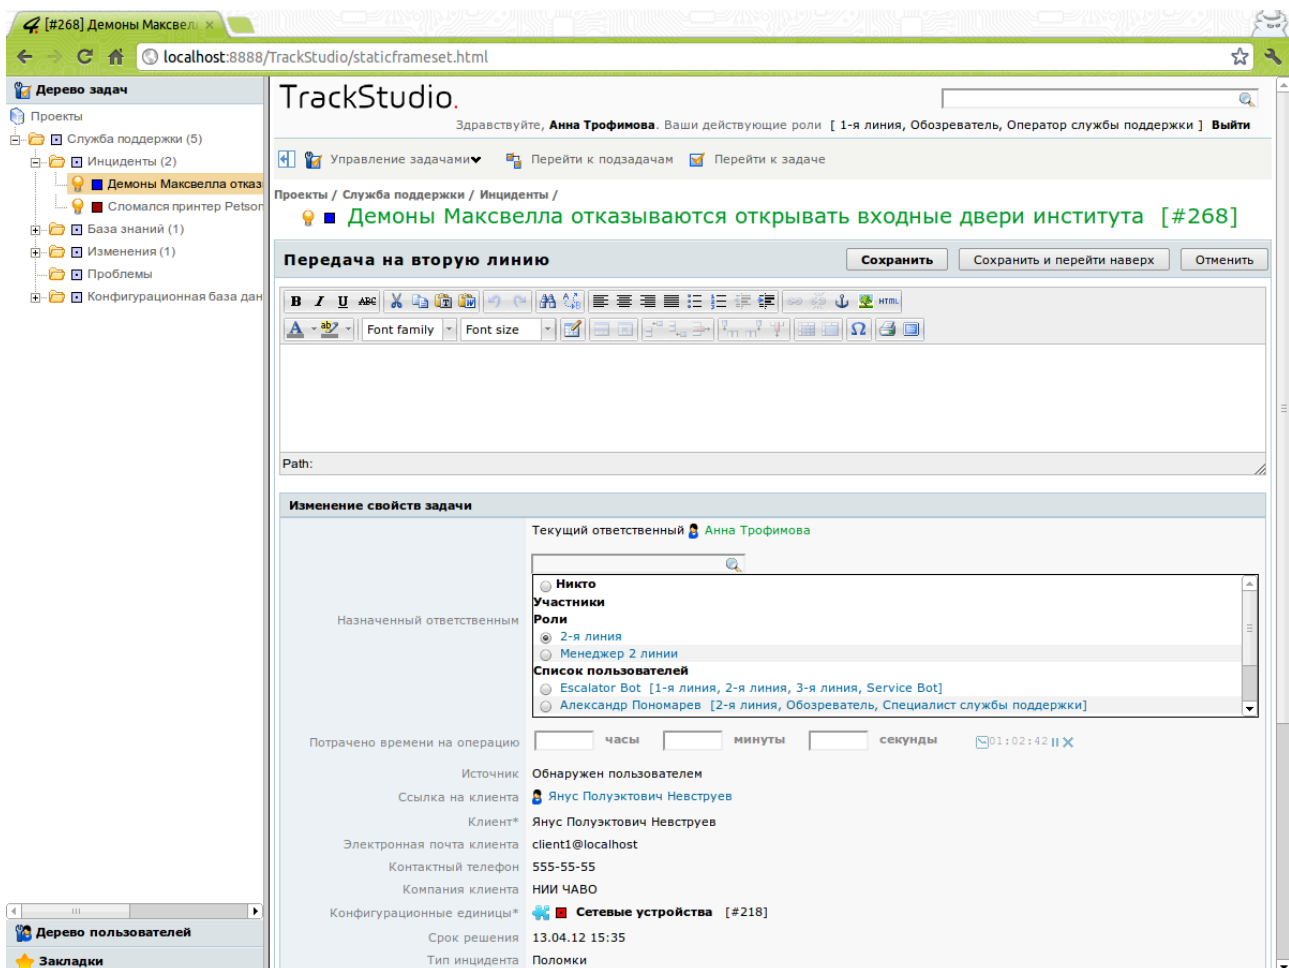 [#268] Демоны Максвел
localhost:8888/TrackStudio/staticframeset.html
Дерево задач
Проекты
Служба поддержки (5)
Инциденты (2)
Демоны Максвелла отказ
Сломался принтер Petson
База знаний (1)
Изменения (1)
Проблемы
Конфигурационная база дан
Дерево пользователей
Закладки
TrackStudio.
Здравствуйте, Анна Трофимова. Ваши действующие роли [ 1-я линия, Обозреватель, Оператор службы поддержки ] Выйти
Управление задачами Перейти к подзадачам Перейти к задаче
Проекты / Служба поддержки / Инциденты /
Демоны Максвелла отказываются открывать входные двери института [#268]
Передача на вторую линию Сохранить Сохранить и перейти наверх Отменить
B I U ABC HTML
A ab Font family Font size Ω
Path:
Изменение свойств задачи
Текущий ответственный Анна Трофимова
Назначенный ответственным
Никто
Участники
Роли
2-я линия
Менеджер 2 линии
Список пользователей
Escalator Bot [1-я линия, 2-я линия, 3-я линия, Service Bot]
Александр Пономарев [2-я линия, Обозреватель, Специалист службы поддержки]
Потрачено времени на операцию часы минуты секунды 01:02:42
Источник Обнаружен пользователем
Ссылка на клиента Янус Полуэктович Невструев
Клиент* Янус Полуэктович Невструев
Электронная почта клиента client1@localhost
Контактный телефон 555-55-55
Компания клиента НИИ ЧАВО
Конфигурационные единицы* Сетевые устройства [#218]
Срок решения 13.04.12 15:35
Тип инцидента Поломки